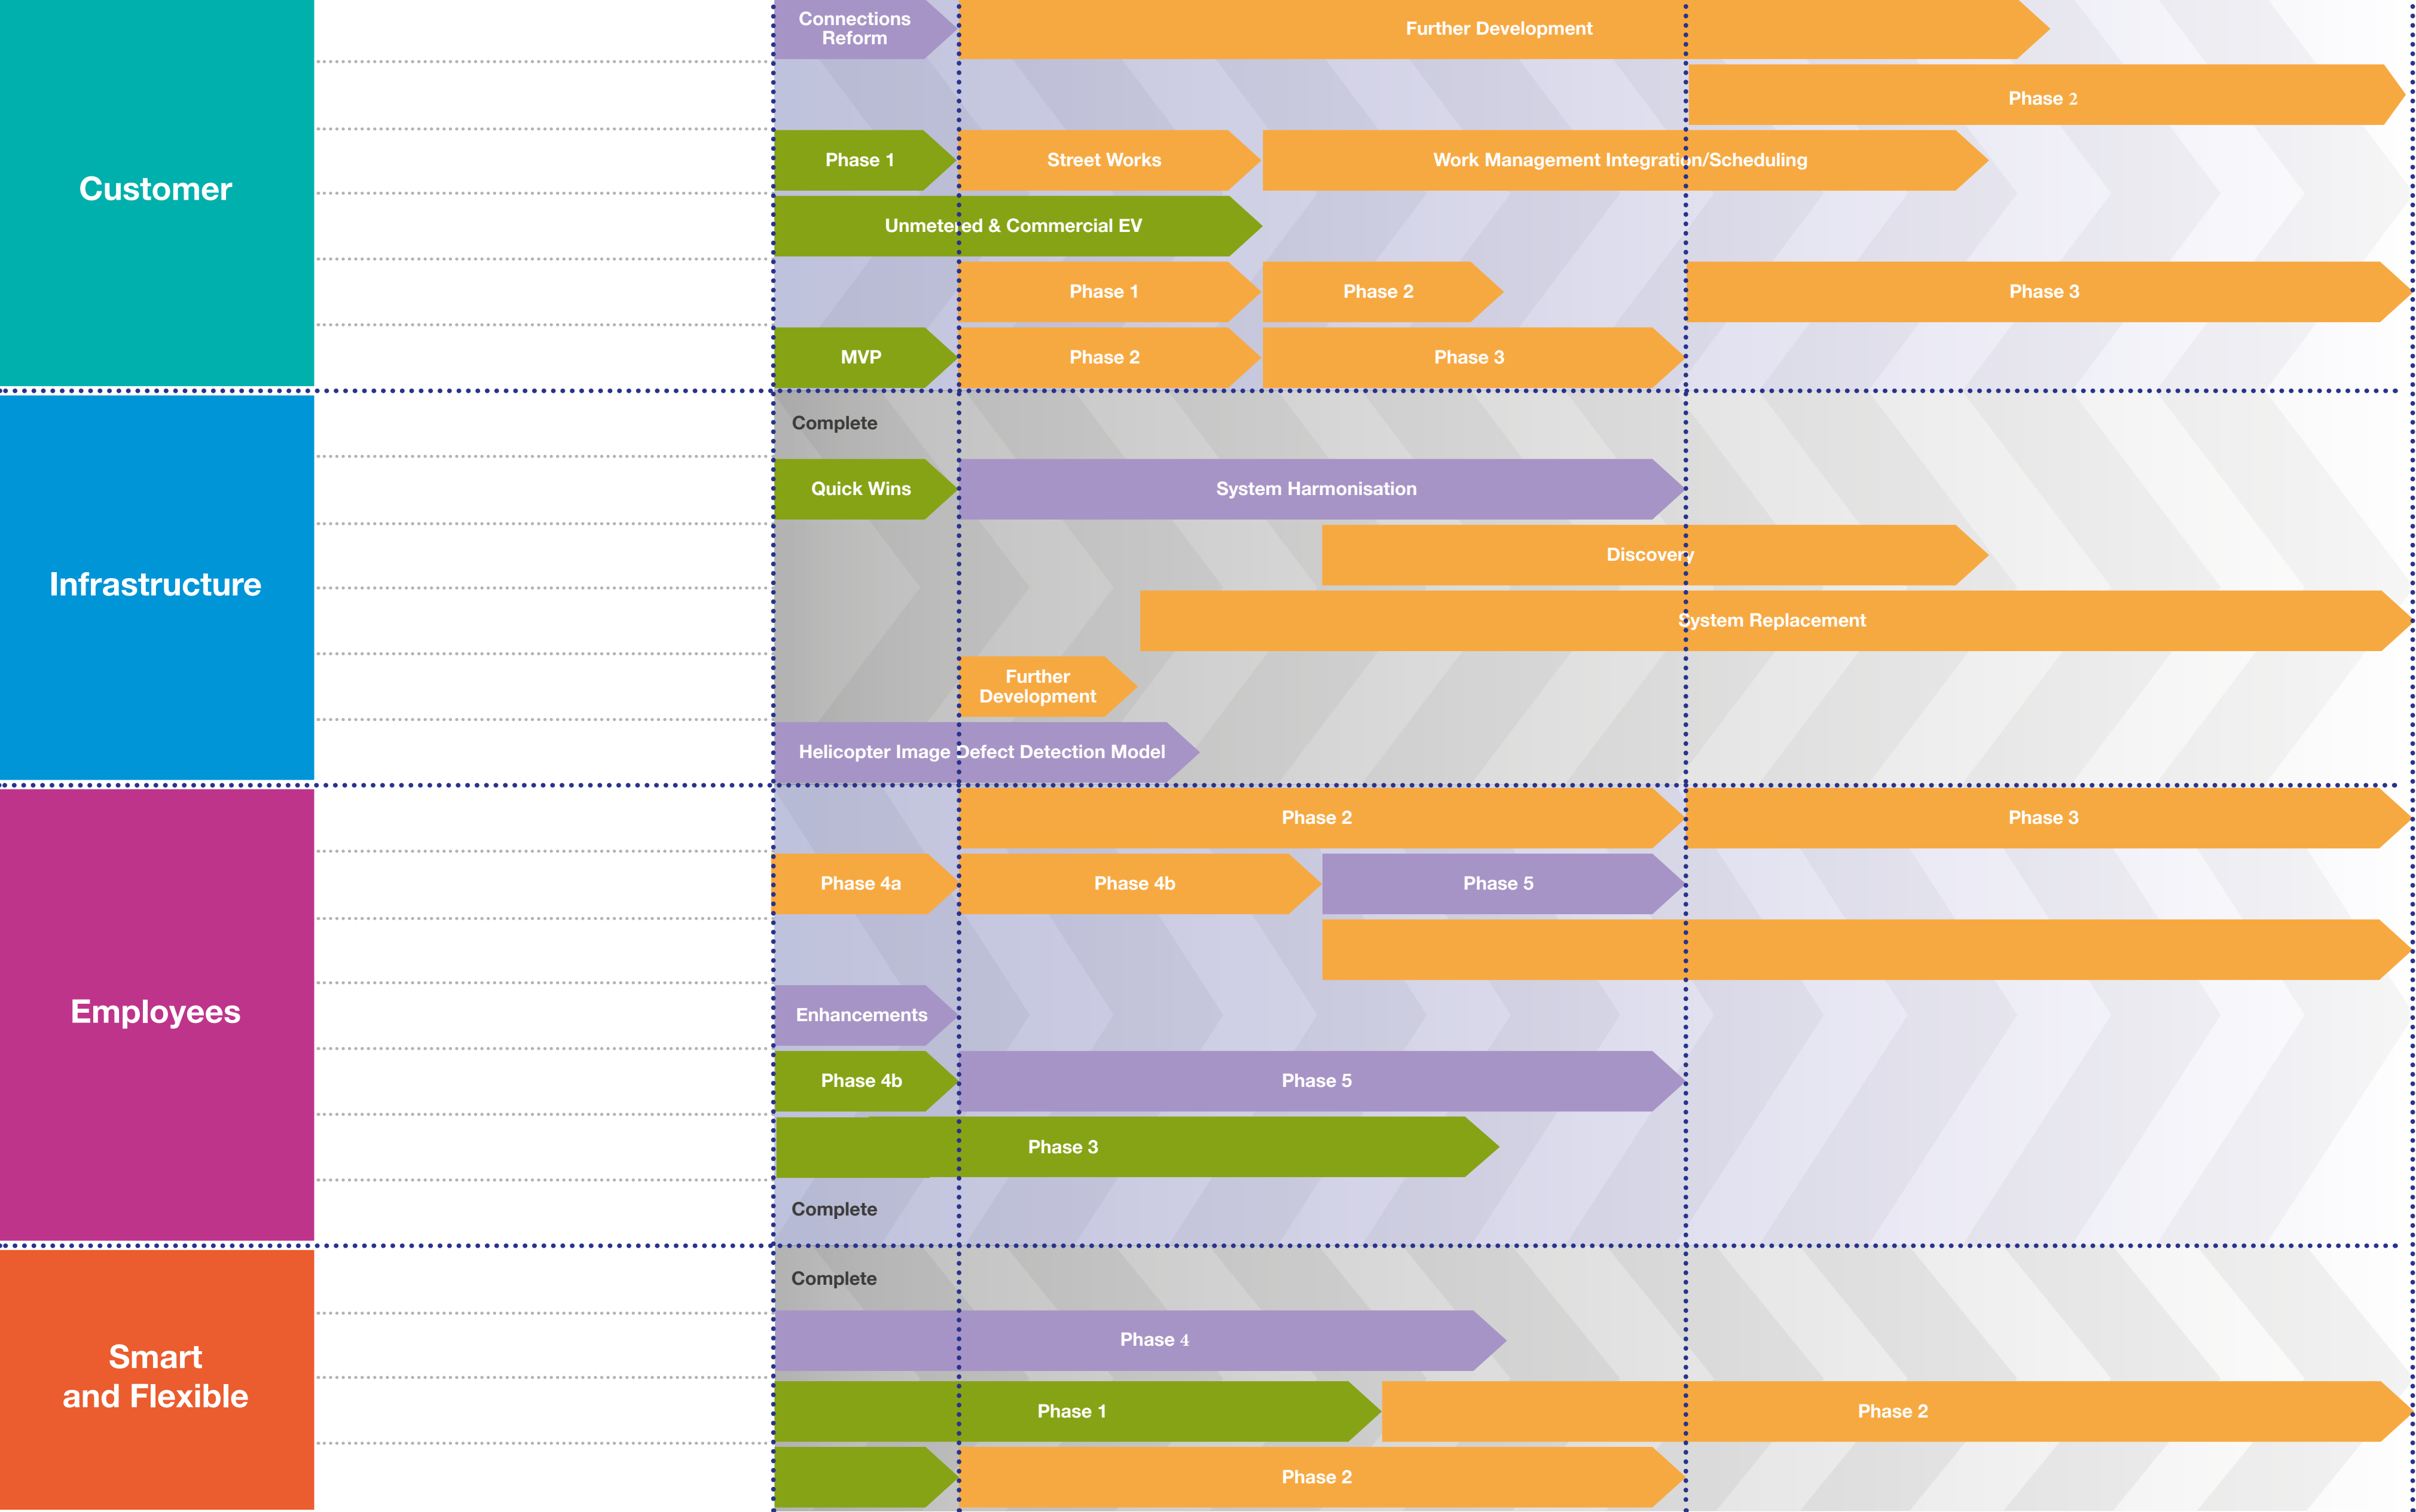 Connections
Reform
Further Development
Phase 2
Customer
Phase 1
Street Works
Work Management Integration/Scheduling
Unmetered & Commercial EV
Phase 1
Phase 2
Phase 3
MVP
Phase 2
Phase 3
Infrastructure
Complete
Quick Wins
System Harmonisation
Discovery
System Replacement
Further
Development
Helicopter Image Defect Detection Model
Employees
Phase 2
Phase 3
Phase 4a
Phase 4b
Phase 5
Enhancements
Phase 4b
Phase 5
Phase 3
Complete
Smart
and Flexible
Complete
Phase 4
Phase 1
Phase 2
Phase 2